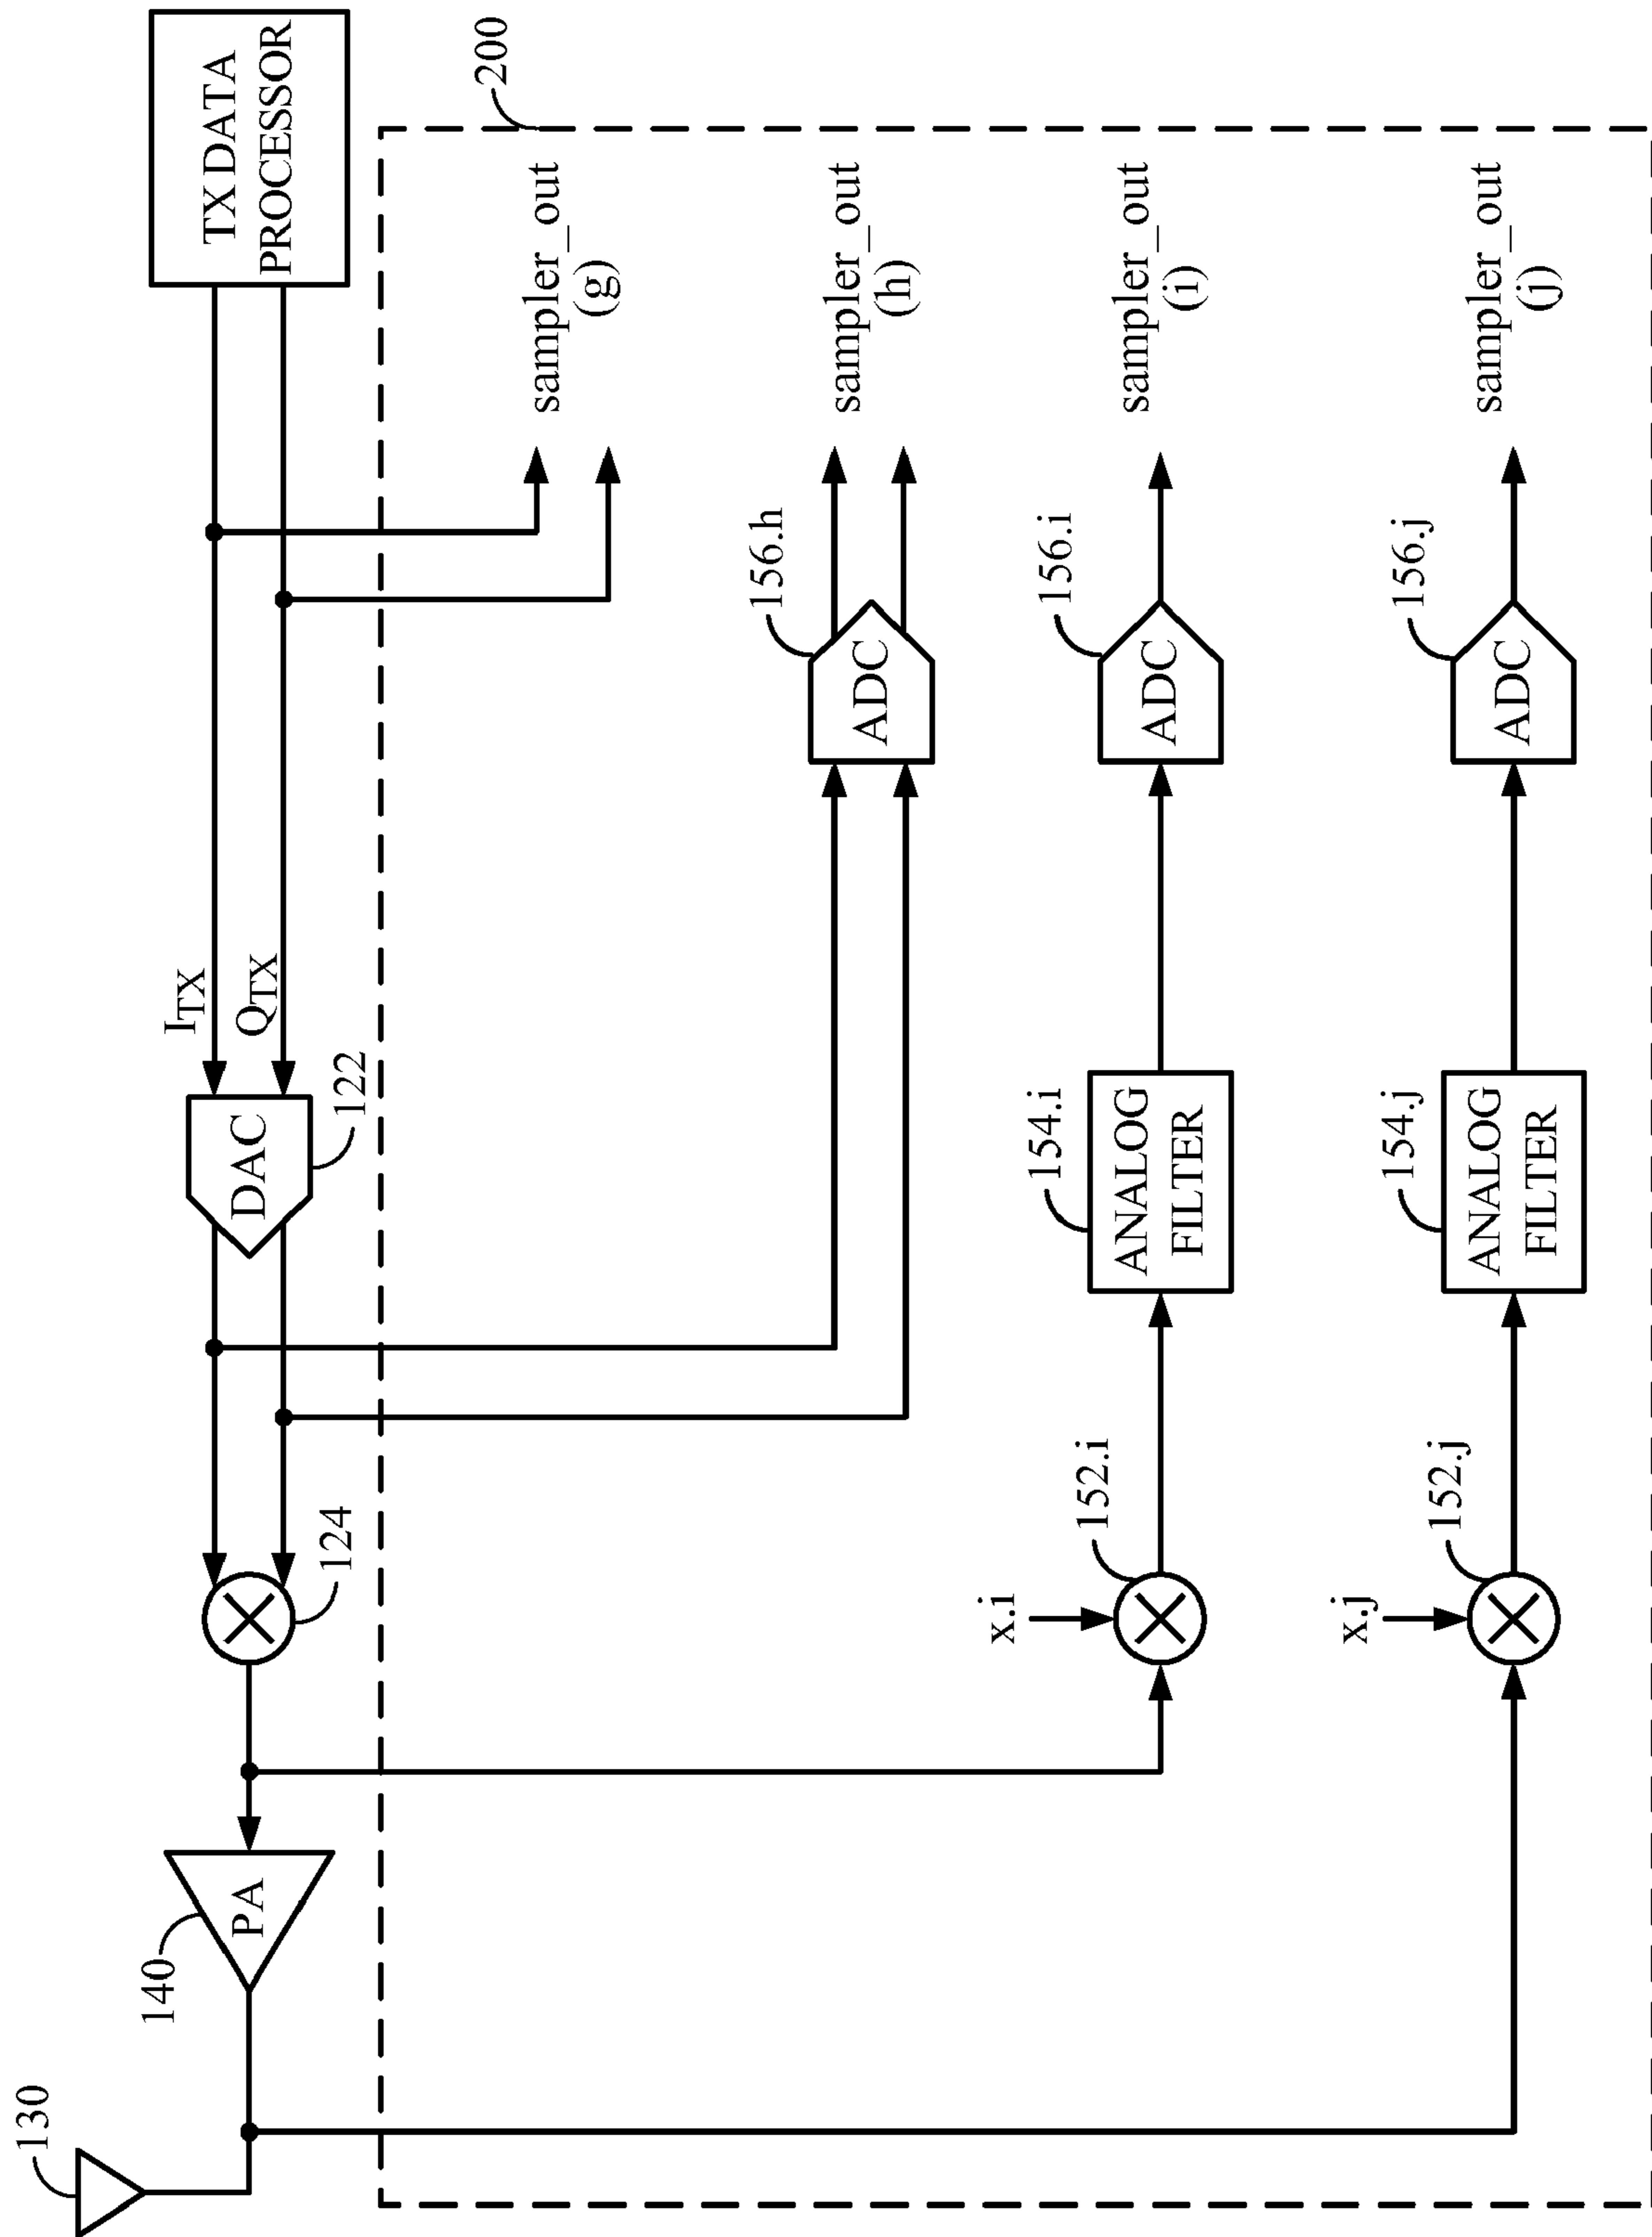 130
140
PA
124
DAC
122
ITX
QTX
TX DATA
PROCESSOR
200
sampler_out
(g)
156.h
ADC
sampler_out
(h)
x.i
152.i
154.i
ANALOG
FILTER
156.i
ADC
sampler_out
(i)
x.j
152.j
154.j
ANALOG
FILTER
156.j
ADC
sampler_out
(j)